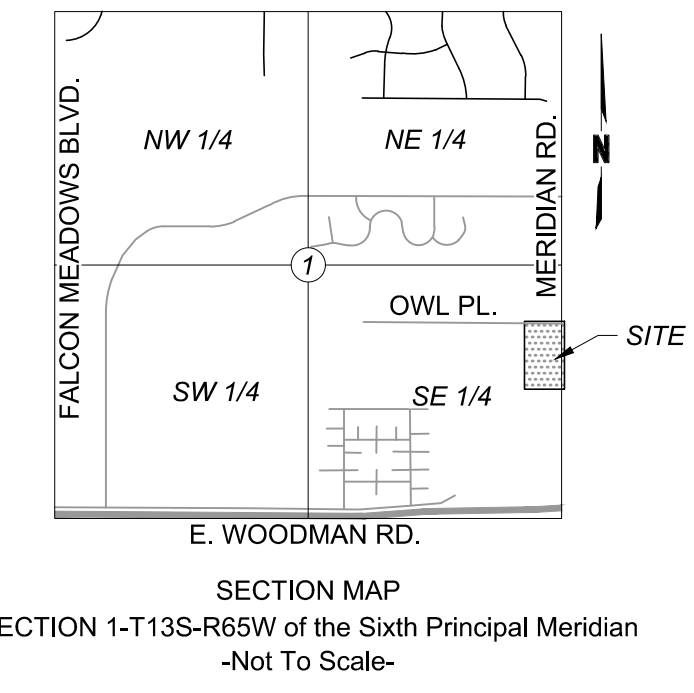 NW 1/4
NE 1/4
N
FALCON MEADOWS BLVD.
MERIDIAN RD.
1
OWL PL.
SITE
SW 1/4
SE 1/4
E. WOODMAN RD.
SECTION MAP
ECTION 1-T13S-R65W of the Sixth Principal Meridian
-Not To Scale-